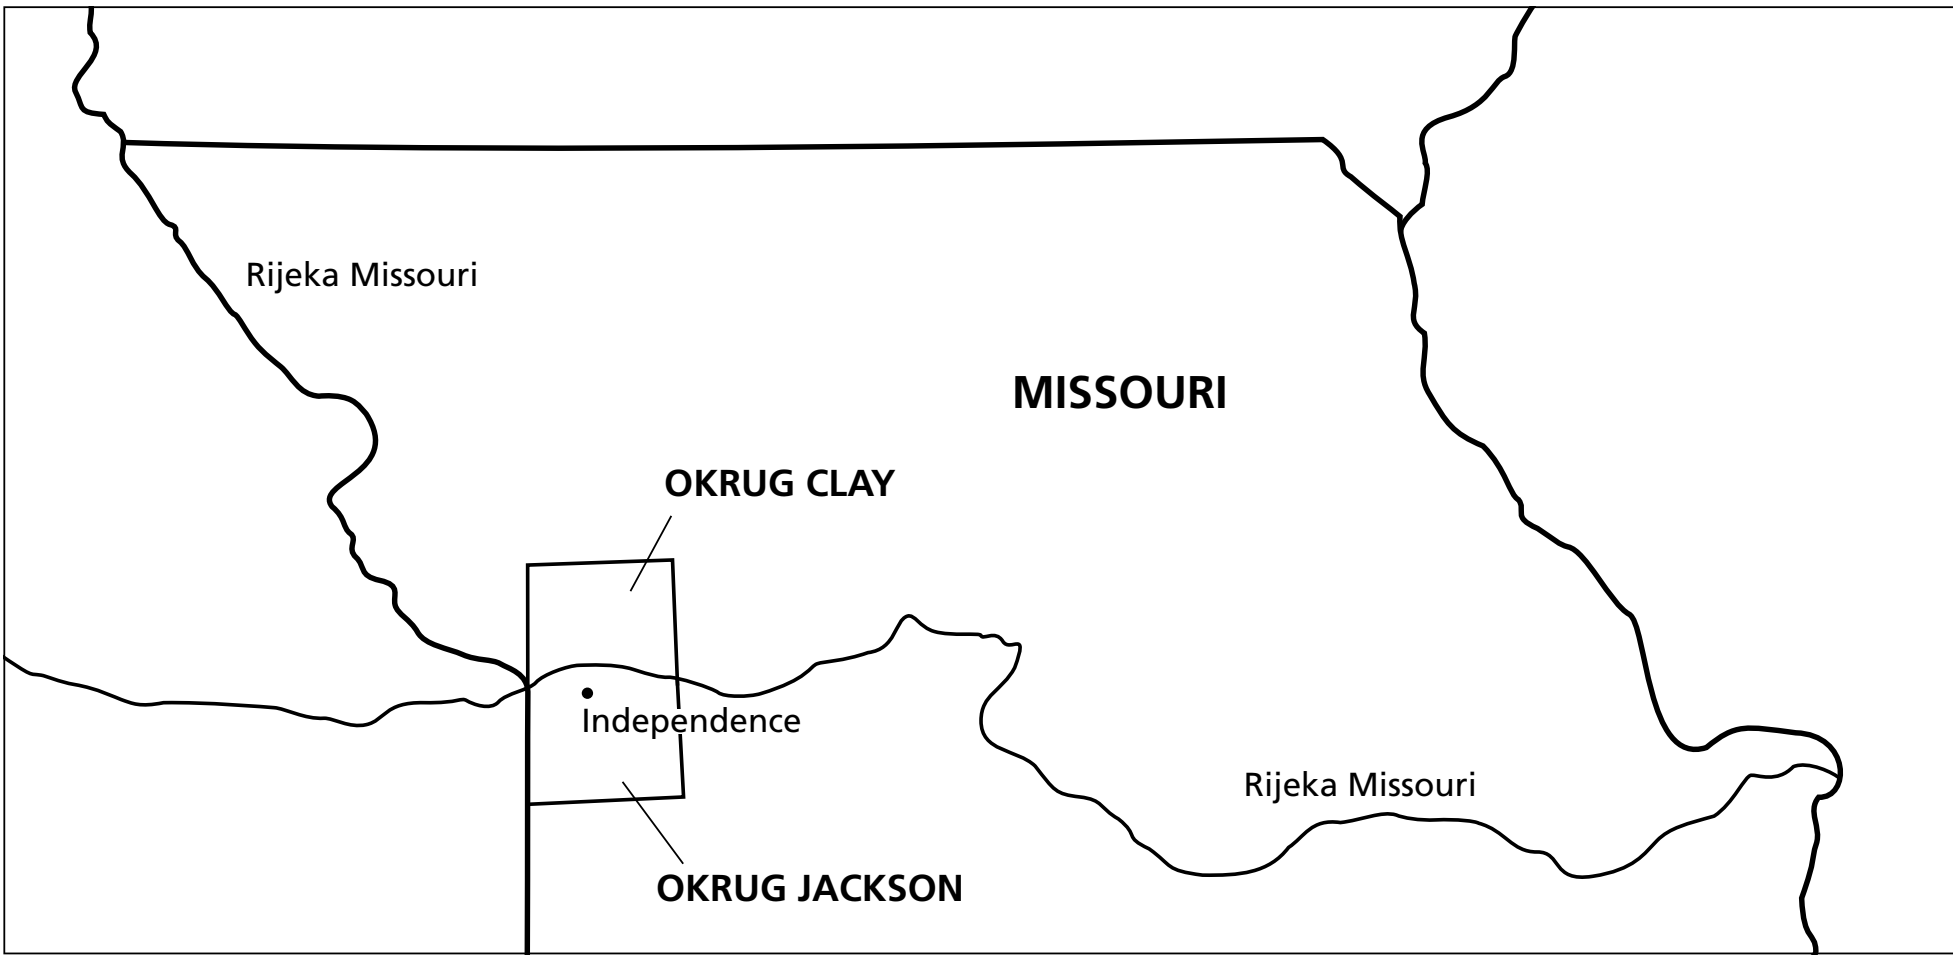 Rijeka Missouri
MISSOURI
OKRUG CLAY
Independence
Rijeka Missouri
OKRUG JACKSON